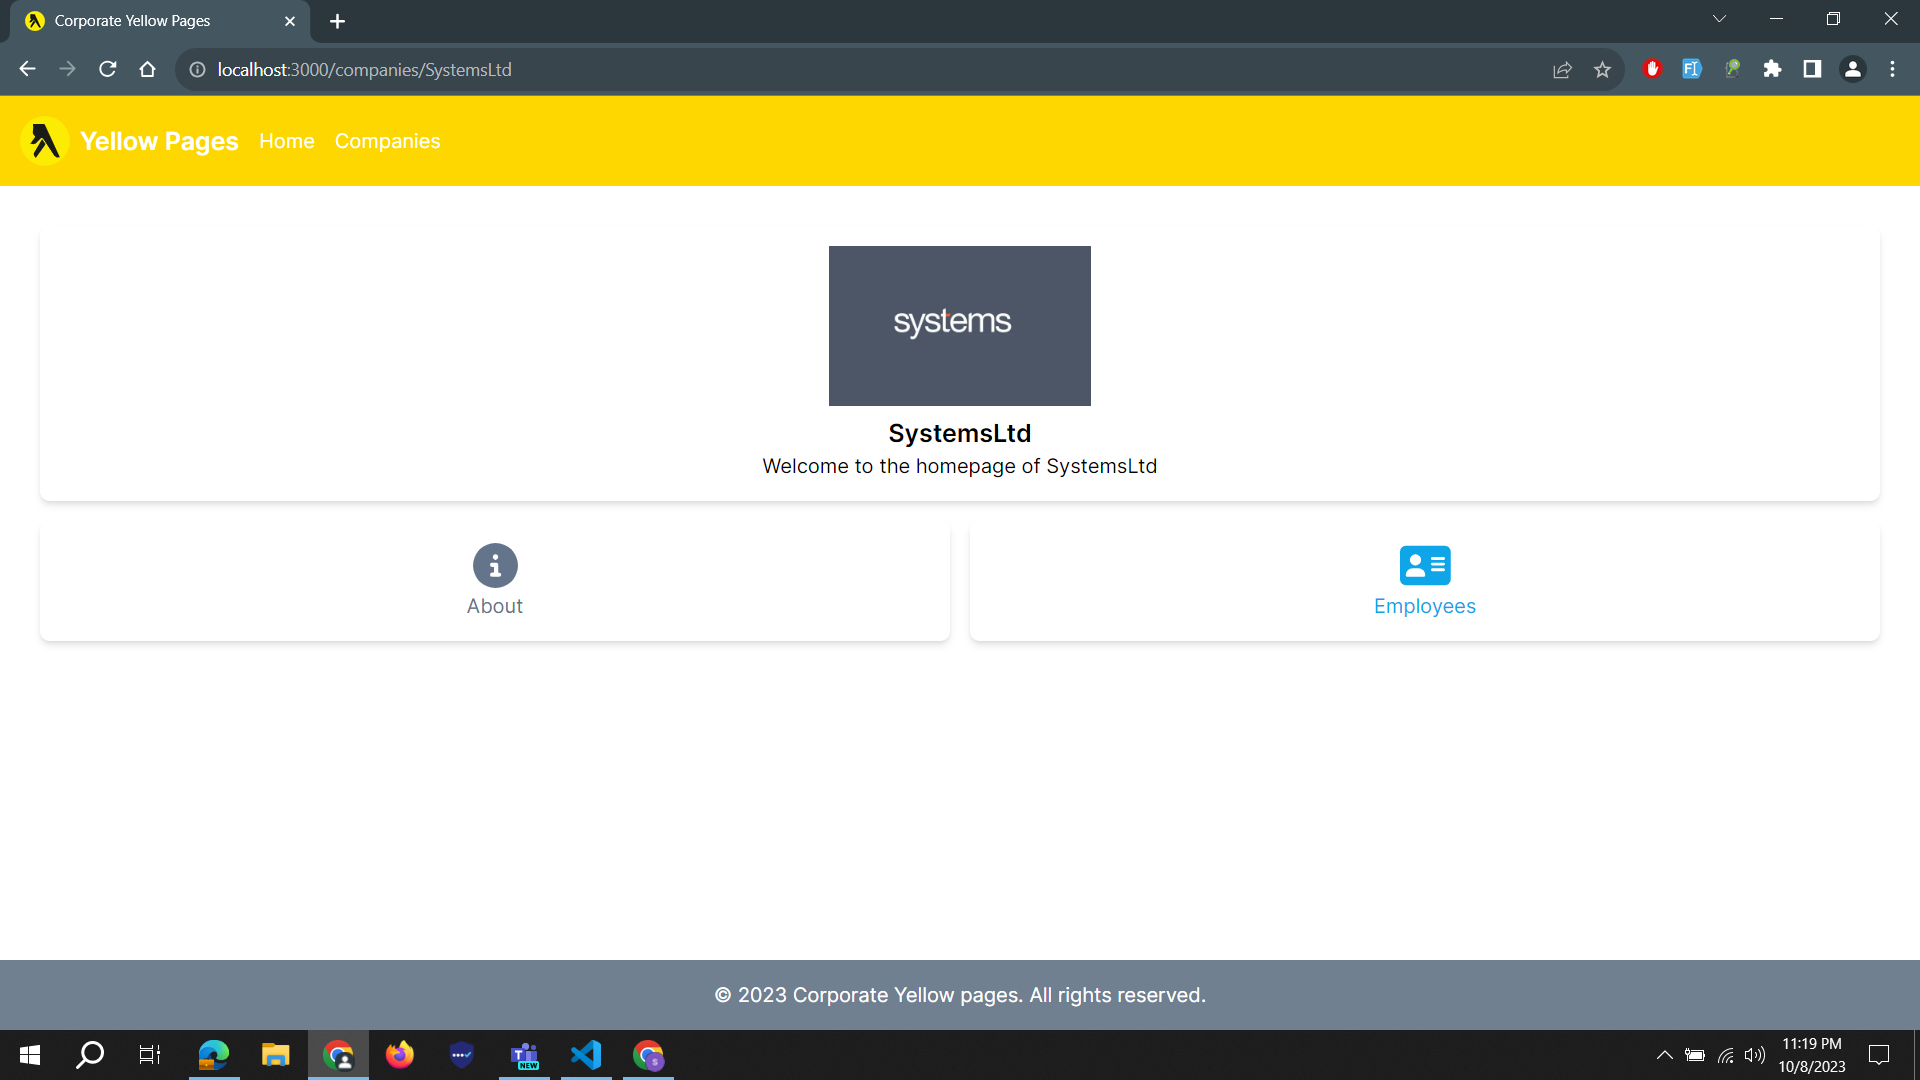 Corporate Yellow Pages
localhost:3000/companies/SystemsLtd
Yellow Pages
Home
Companies
systems
SystemsLtd
Welcome to the homepage of SystemsLtd
About
Employees
© 2023 Corporate Yellow pages. All rights reserved.
NEW
11:19 PM
10/8/2023